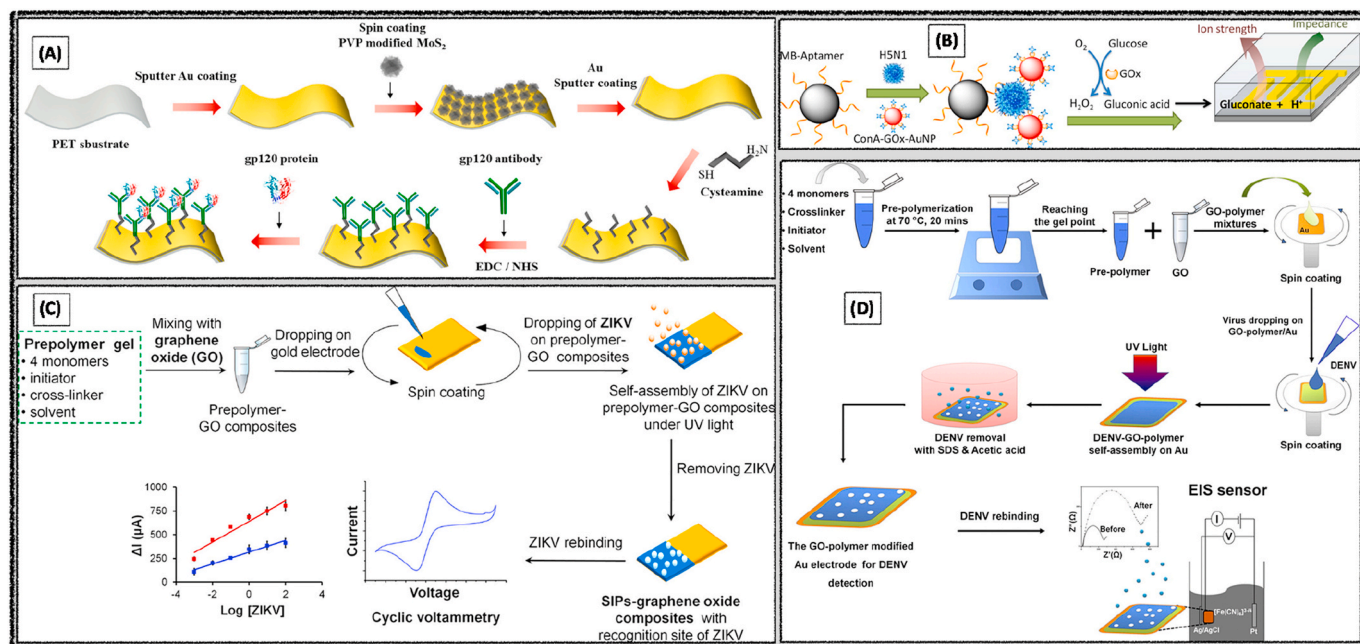 (A)
Spin coating
PVP modified MoS2
Sputter Au coating
Au
Sputter coating
PET sbustrate
gp120 protein
gp120 antibody
H2N
SH
Cysteamine
EDC / NHS
(B)
Ion strength
Impedance
MB-Aptamer
H5N1
O2
Glucose
GOx
H2O2
Gluconic acid
Gluconate + H+
ConA-GOx-AuNP
(C)
Prepolymer gel
• 4 monomers
• initiator
• cross-linker
• solvent
Mixing with
graphene
oxide (GO)
Prepolymer-
GO composites
Dropping on
gold electrode
Spin coating
Dropping of ZIKV
on prepolymer-
GO composites
Self-assembly of ZIKV on
prepolymer-GO composites
under UV light
Removing ZIKV
SIPs-graphene oxide
composites with
recognition site of ZIKV
ZIKV rebinding
Current
Voltage
Cyclic voltammetry
ΔI (µA)
1000
750
500
250
0
-4
-2
0
2
4
Log [ZIKV]
(D)
• 4 monomers
• Crosslinker
• Initiator
• Solvent
Pre-polymerization
at 70 °C, 20 mins
Reaching
the gel point
Pre-polymer
+
GO
GO-polymer
mixtures
Au
Spin coating
Virus dropping on
GO-polymer/Au
DENV
Spin coating
UV Light
DENV-GO-polymer
self-assembly on Au
DENV removal
with SDS & Acetic acid
The GO-polymer modified
Au electrode for DENV
detection
DENV rebinding
Z''(Ω)
After
Before
Z'(Ω)
EIS sensor
I
V
Ag/AgCl
Pt